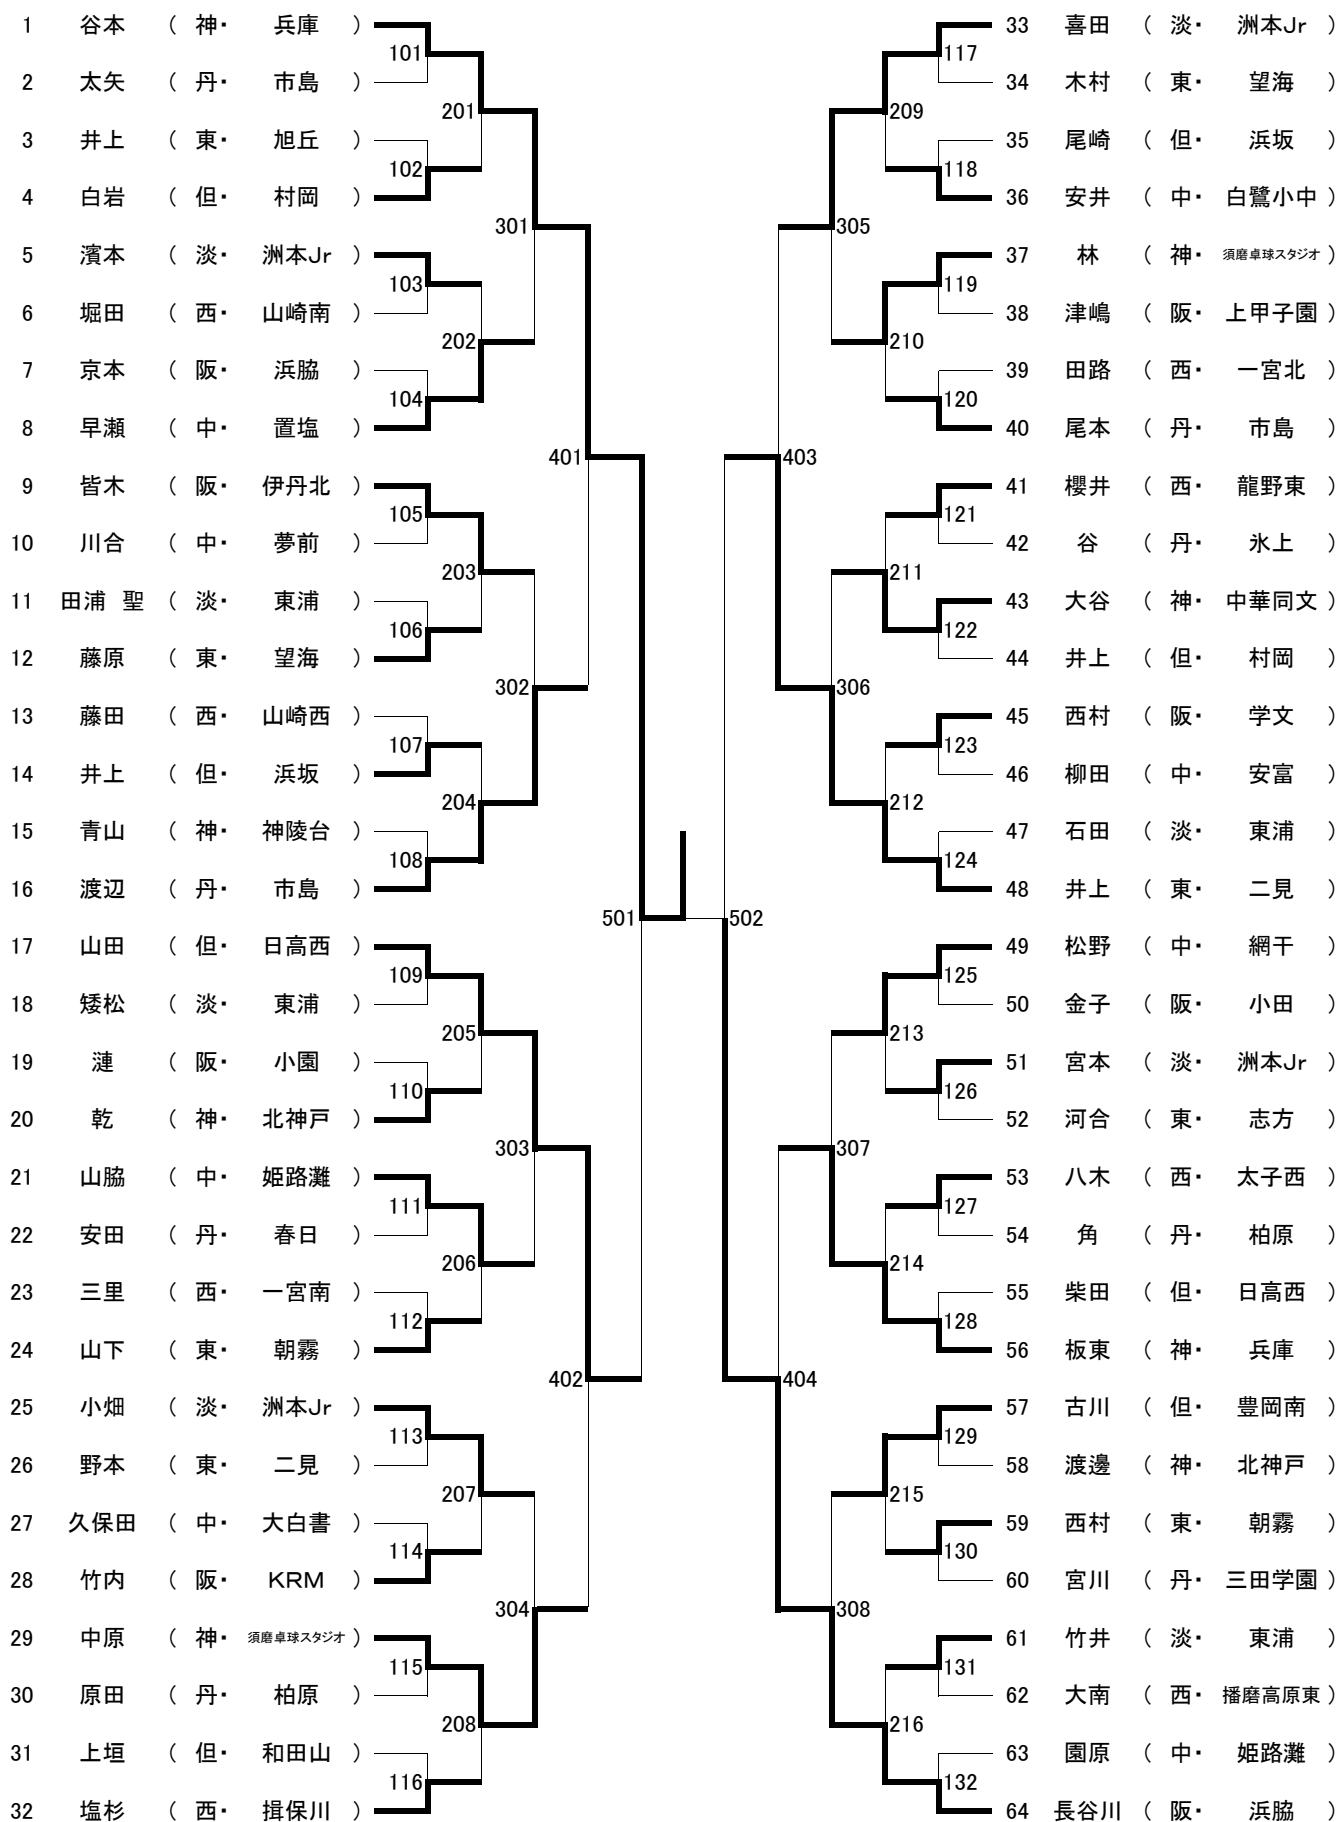 1 谷本 ( 神・ 兵庫 )
101
2 太矢 ( 丹・ 市島 )
201
3 井上 ( 東・ 旭丘 )
102
4 白岩 ( 但・ 村岡 )
301
5 濱本 ( 淡・ 洲本Jr )
103
6 堀田 ( 西・ 山崎南 )
202
7 京本 ( 阪・ 浜脇 )
104
8 早瀬 ( 中・ 置塩 )
401
9 皆木 ( 阪・ 伊丹北 )
105
10 川合 ( 中・ 夢前 )
203
11 田浦 聖 ( 淡・ 東浦 )
106
12 藤原 ( 東・ 望海 )
302
13 藤田 ( 西・ 山崎西 )
107
14 井上 ( 但・ 浜坂 )
204
15 青山 ( 神・ 神陵台 )
108
16 渡辺 ( 丹・ 市島 )
501
17 山田 ( 但・ 日高西 )
109
18 矮松 ( 淡・ 東浦 )
205
19 漣 ( 阪・ 小園 )
110
20 乾 ( 神・ 北神戸 )
303
21 山脇 ( 中・ 姫路灘 )
111
22 安田 ( 丹・ 春日 )
206
23 三里 ( 西・ 一宮南 )
112
24 山下 ( 東・ 朝霧 )
402
25 小畑 ( 淡・ 洲本Jr )
113
26 野本 ( 東・ 二見 )
207
27 久保田 ( 中・ 大白書 )
114
28 竹内 ( 阪・ KRM )
304
29 中原 ( 神・ 須磨卓球スタジオ )
115
30 原田 ( 丹・ 柏原 )
208
31 上垣 ( 但・ 和田山 )
116
32 塩杉 ( 西・ 揖保川 )
33 喜田 ( 淡・ 洲本Jr )
117
34 木村 ( 東・ 望海 )
209
35 尾崎 ( 但・ 浜坂 )
118
36 安井 ( 中・ 白鷺小中 )
305
37 林 ( 神・ 須磨卓球スタジオ )
119
38 津嶋 ( 阪・ 上甲子園 )
210
39 田路 ( 西・ 一宮北 )
120
40 尾本 ( 丹・ 市島 )
403
41 櫻井 ( 西・ 龍野東 )
121
42 谷 ( 丹・ 氷上 )
211
43 大谷 ( 神・ 中華同文 )
122
44 井上 ( 但・ 村岡 )
306
45 西村 ( 阪・ 学文 )
123
46 柳田 ( 中・ 安富 )
212
47 石田 ( 淡・ 東浦 )
124
48 井上 ( 東・ 二見 )
502
49 松野 ( 中・ 網干 )
125
50 金子 ( 阪・ 小田 )
213
51 宮本 ( 淡・ 洲本Jr )
126
52 河合 ( 東・ 志方 )
307
53 八木 ( 西・ 太子西 )
127
54 角 ( 丹・ 柏原 )
214
55 柴田 ( 但・ 日高西 )
128
56 板東 ( 神・ 兵庫 )
404
57 古川 ( 但・ 豊岡南 )
129
58 渡邊 ( 神・ 北神戸 )
215
59 西村 ( 東・ 朝霧 )
130
60 宮川 ( 丹・ 三田学園 )
308
61 竹井 ( 淡・ 東浦 )
131
62 大南 ( 西・ 播磨高原東 )
216
63 園原 ( 中・ 姫路灘 )
132
64 長谷川 ( 阪・ 浜脇 )